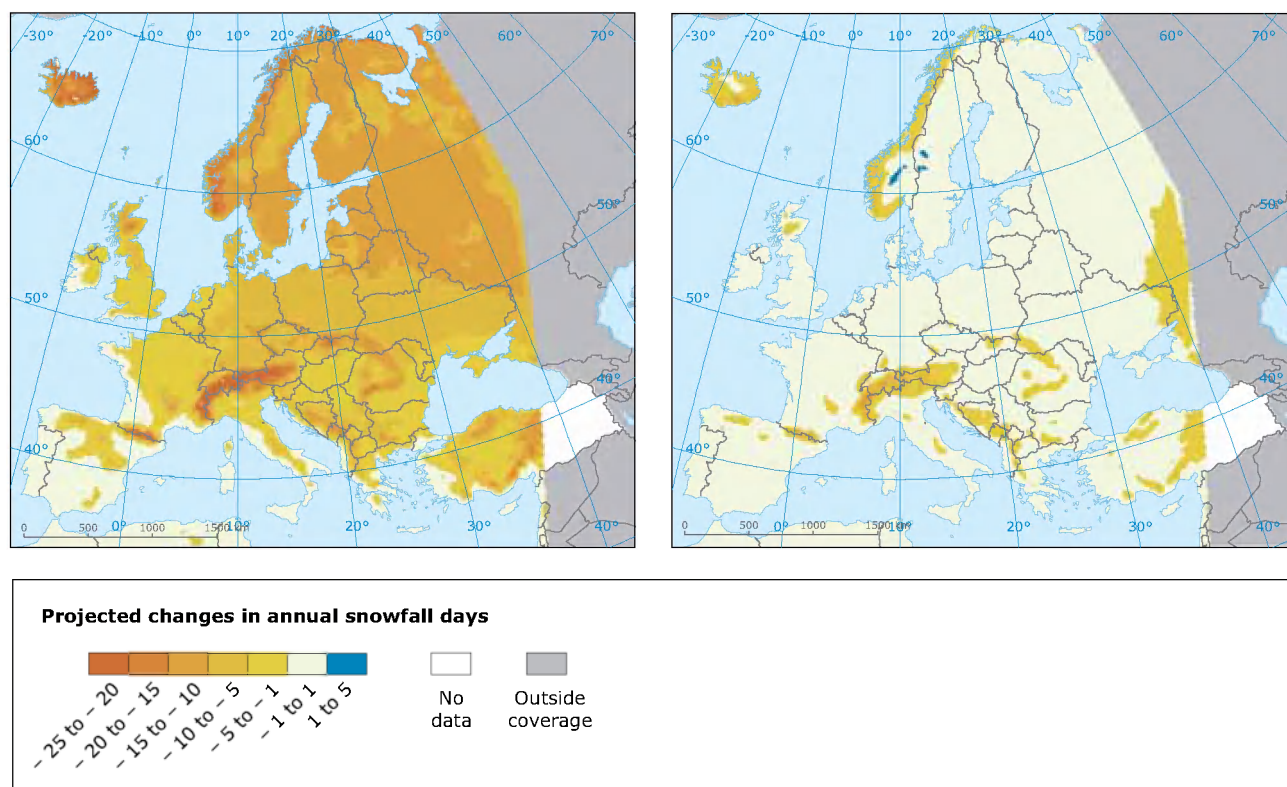 -30° -20° -10° 0° 10° 20° 30° 40° 50° 60° 70°
60°
50°
50°
40°
40°
0 500 1000 1500 km
0° 10° 20° 30° 40°
-30° -20° -10° 0° 10° 20° 30° 40° 50° 60° 70°
60°
50°
50°
40°
40°
0 500 1000 1500 km
0° 10° 20° 30° 40°
Projected changes in annual snowfall days
– 25 to – 20
– 20 to – 15
– 15 to – 10
– 10 to – 5
– 5 to – 1
– 1 to 1
1 to 5
No
data
Outside
coverage